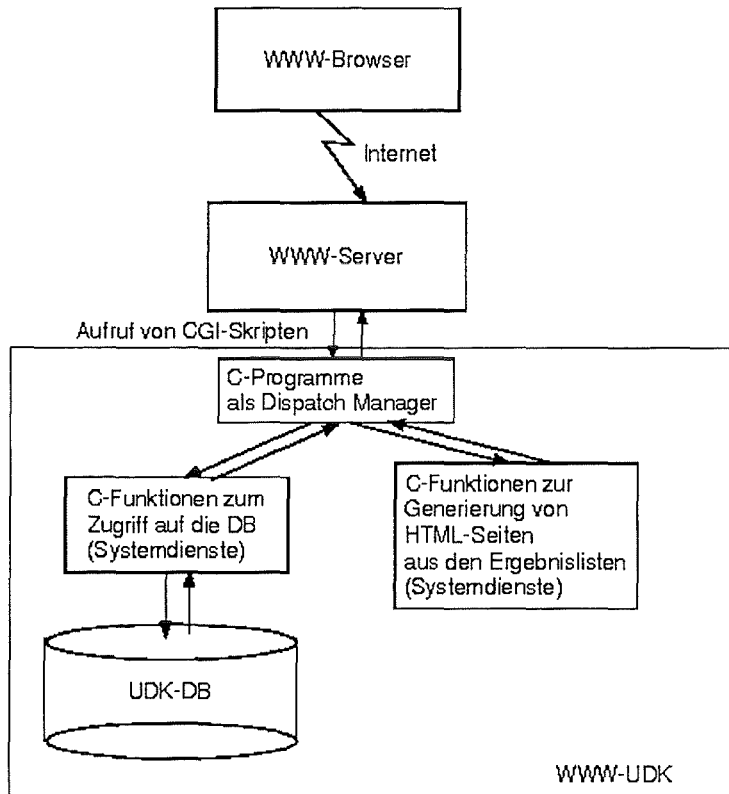 WWW-Browser
Internet
WWW-Server
Aufruf von CGI-Skripten
C-Programme
als Dispatch Manager
C-Funktionen zum
Zugriff auf die DB
(Systemdienste)
C-Funktionen zur
Generierung von
HTML-Seiten
aus den Ergebnislisten
(Systemdienste)
UDK-DB
WWW-UDK